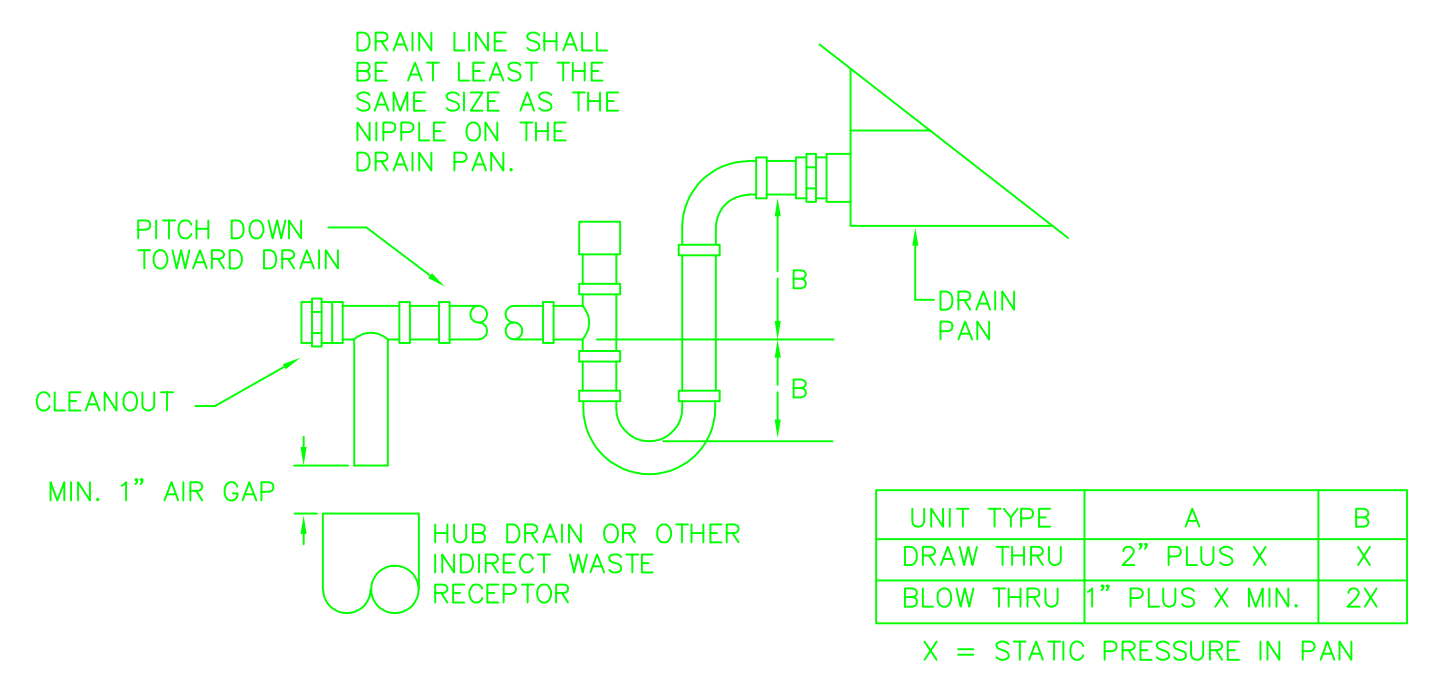 DRAIN LINE SHALL
BE AT LEAST THE
SAME SIZE AS THE
NIPPLE ON THE
DRAIN PAN.
PITCH DOWN
TOWARD DRAIN
B
DRAIN
PAN
B
CLEANOUT
MIN. 1” AIR GAP
HUB DRAIN OR OTHER
INDIRECT WASTE
RECEPTOR
UNIT TYPE A B
DRAW THRU 2” PLUS X X
BLOW THRU 1” PLUS X MIN. 2X
X = STATIC PRESSURE IN PAN